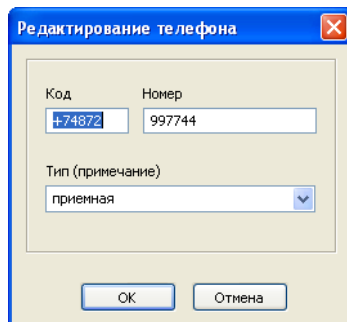 Редактирование телефона
Код Номер
+74872 997744
Тип (примечание)
приемная
OK Отмена